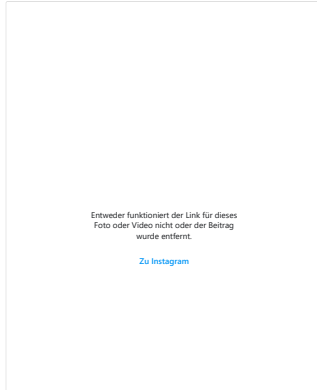 Entweder funktioniert der Link für dieses
Foto oder Video nicht oder der Beitrag
wurde entfernt.
Zu Instagram